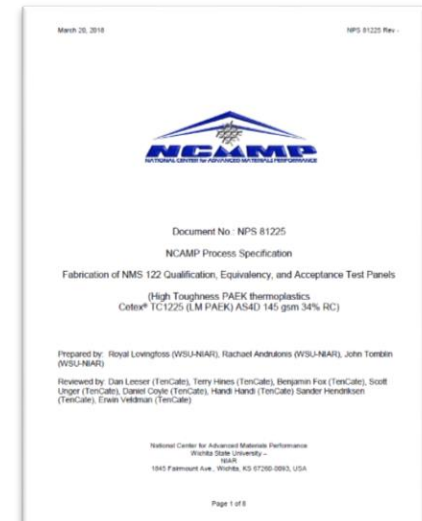 March 20, 2018 NPS 81225 Rev -
NCAMP
NATIONAL CENTER for ADVANCED MATERIALS PERFORMANCE
Document No.: NPS 81225
NCAMP Process Specification
Fabrication of NMS 122 Qualification, Equivalency, and Acceptance Test Panels
(High Toughness PAEK thermoplastics
Cetex® TC1225 (LM PAEK) AS4D 145 gsm 34% RC)
Prepared by: Royal Lovingfoss (WSU-NIAR), Rachael Andrulonis (WSU-NIAR), John Tomblin
(WSU-NIAR)
Reviewed by: Dan Leeser (TenCate), Terry Hines (TenCate), Benjamin Fox (TenCate), Scott
Unger (TenCate), Daniel Coyle (TenCate), Handi Handi (TenCate) Sander Hendriksen
(TenCate), Erwin Veldman (TenCate)
National Center for Advanced Materials Performance
Wichita State University –
NIAR
1845 Fairmount Ave., Wichita, KS 67260-0093, USA
Page 1 of 8